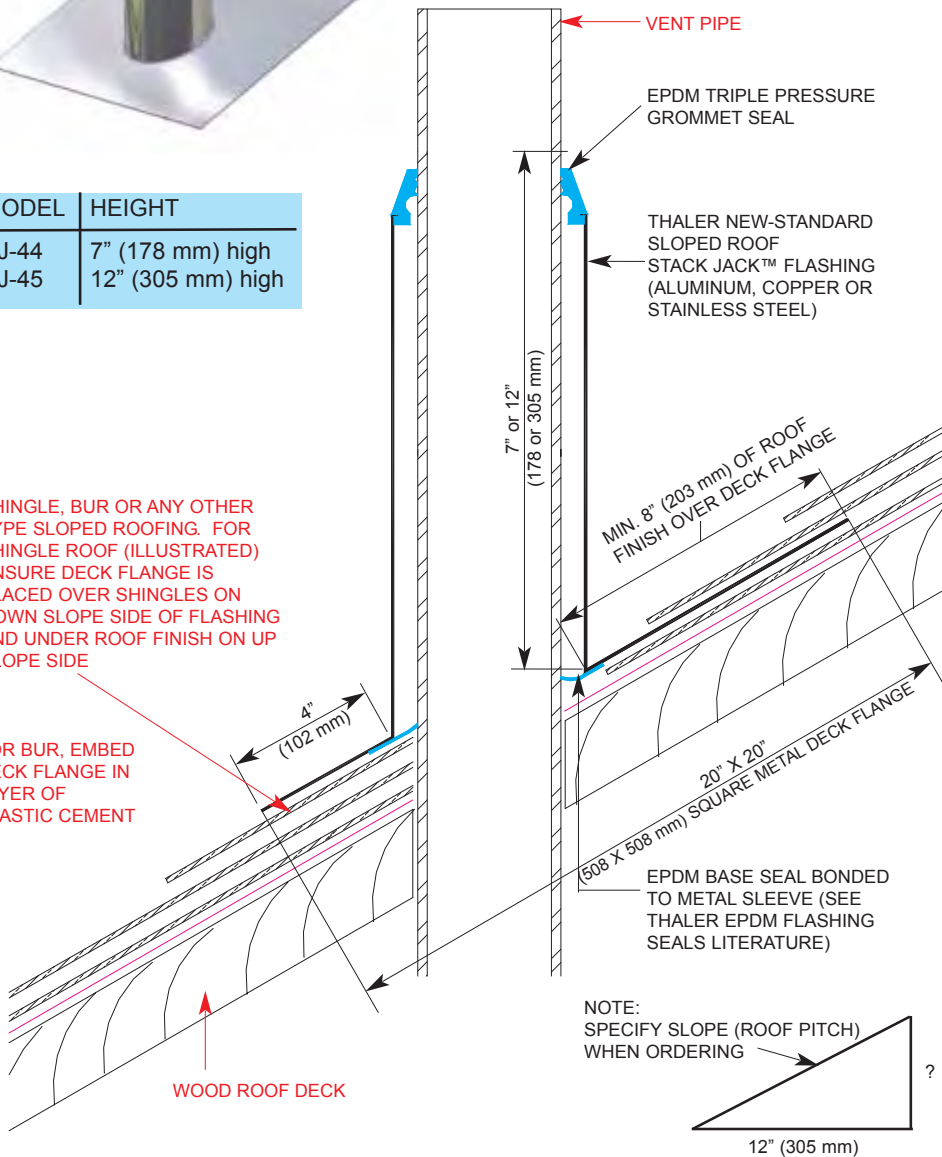 VENT PIPE
EPDM TRIPLE PRESSURE
GROMMET SEAL
ODEL HEIGHT
J-44 7” (178 mm) high
J-45 12” (305 mm) high
THALER NEW-STANDARD
SLOPED ROOF
STACK JACK™ FLASHING
(ALUMINUM, COPPER OR
STAINLESS STEEL)
7” or 12”
(178 or 305 mm)
MIN. 8” (203 mm) OF ROOF
FINISH OVER DECK FLANGE
HINGLE, BUR OR ANY OTHER
YPE SLOPED ROOFING. FOR
HINGLE ROOF (ILLUSTRATED)
NSURE DECK FLANGE IS
LACED OVER SHINGLES ON
OWN SLOPE SIDE OF FLASHING
ND UNDER ROOF FINISH ON UP
LOPE SIDE
4”
(102 mm)
OR BUR, EMBED
ECK FLANGE IN
YER OF
ASTIC CEMENT
20” X 20”
(508 X 508 mm) SQUARE METAL DECK FLANGE
EPDM BASE SEAL BONDED
TO METAL SLEEVE (SEE
THALER EPDM FLASHING
SEALS LITERATURE)
NOTE:
SPECIFY SLOPE (ROOF PITCH)
WHEN ORDERING
?
12” (305 mm)
WOOD ROOF DECK